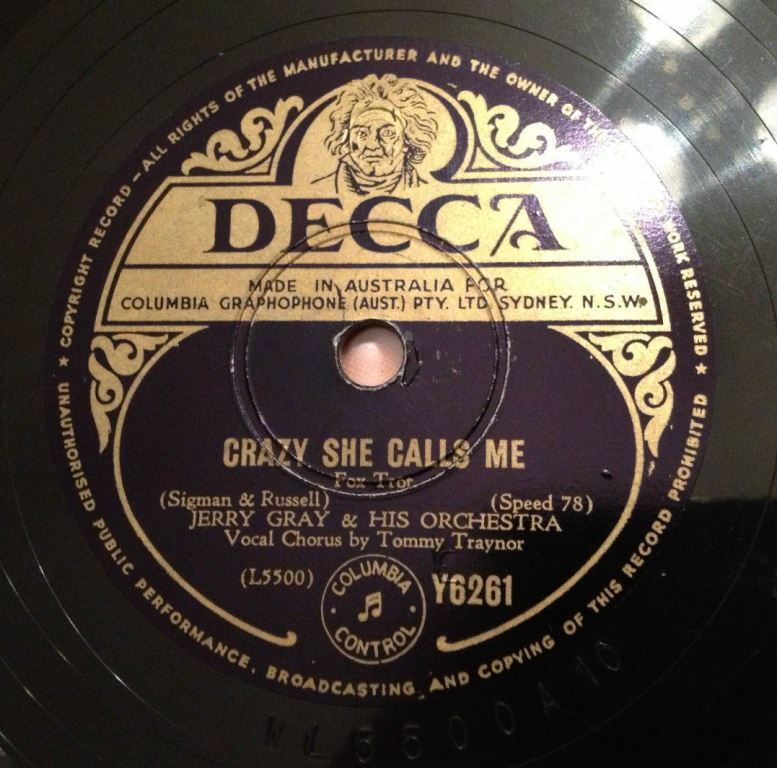 COPYRIGHT RECORD – ALL RIGHTS OF THE MANUFACTURER AND THE OWNER OF THE
WORK RESERVED ★
DECCA
MADE IN AUSTRALIA FOR
COLUMBIA GRAPHOPHONE (AUST.) PTY. LTD SYDNEY. N.S.W.
CRAZY SHE CALLS ME
Fox Trot
(Sigman & Russell) (Speed 78)
JERRY GRAY & HIS ORCHESTRA
Vocal Chorus by Tommy Traynor
(L5500) COLUMBIA CONTROL Y6261
★ UNAUTHORISED PUBLIC PERFORMANCE, BROADCASTING AND COPYING OF THIS RECORD PROHIBITED
L 5500 A 10